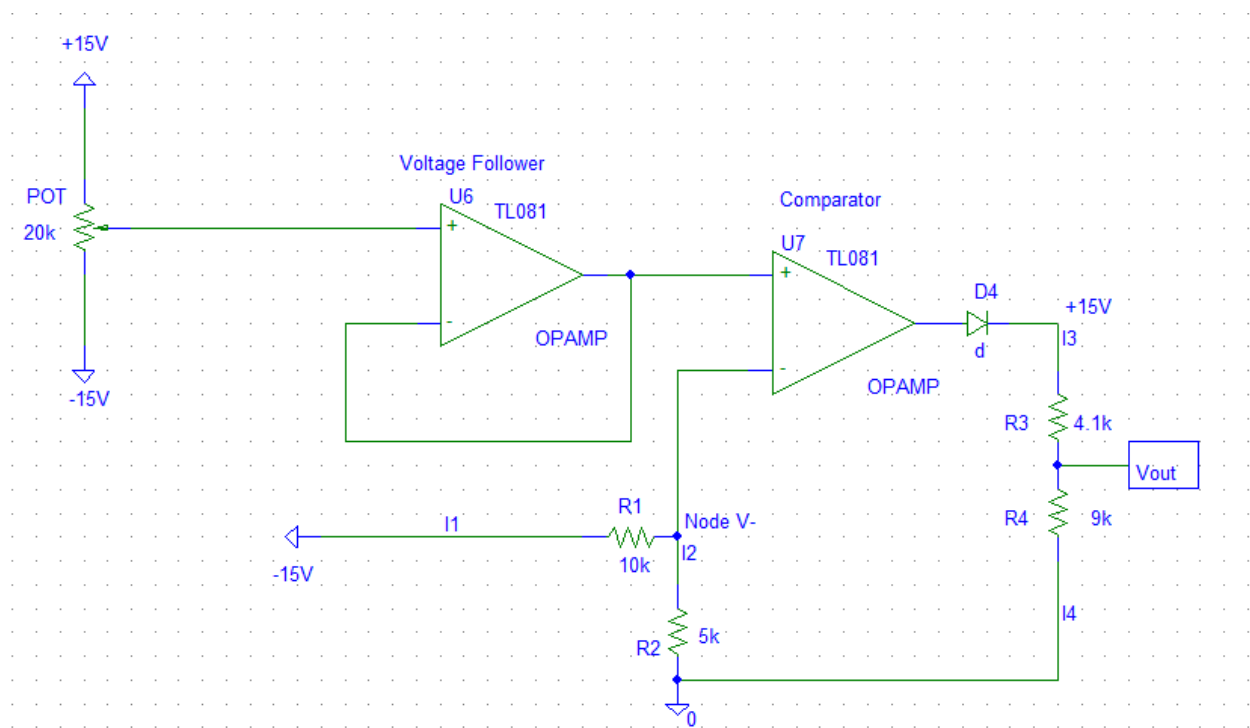 +15V
POT
20k
-15V
Voltage Follower
U6
TL081
+
-
OPAMP
Comparator
U7
TL081
+
-
OPAMP
D4
d
+15V
I3
R3 4.1k
Vout
R4 9k
I4
I1
-15V
R1
10k
Node V-
I2
R2 5k
0